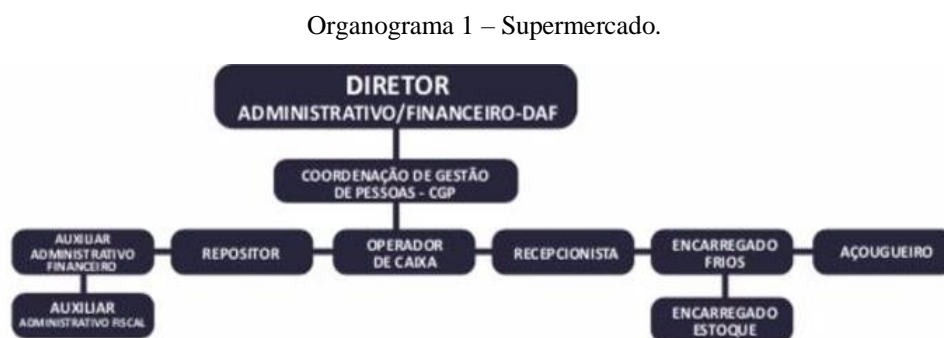 Organograma 1 – Supermercado.
DIRETOR
ADMINISTRATIVO/FINANCEIRO-DAF
COORDENAÇÃO DE GESTÃO
DE PESSOAS - CGP
AUXILIAR
ADMINISTRATIVO
FINANCEIRO
REPOSITOR
OPERADOR
DE CAIXA
RECEPCIONISTA
ENCARREGADO
FRIOS
AÇOUGUEIRO
AUXILIAR
ADMINISTRATIVO FISCAL
ENCARREGADO
ESTOQUE